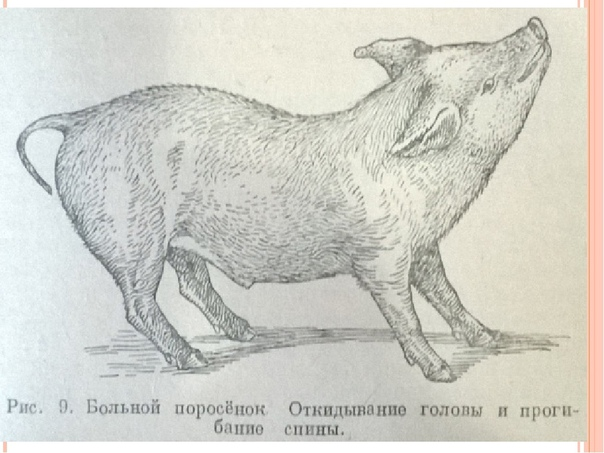 Рис. 9. Больной поросёнок Откидывание головы и проги-
бание спины.